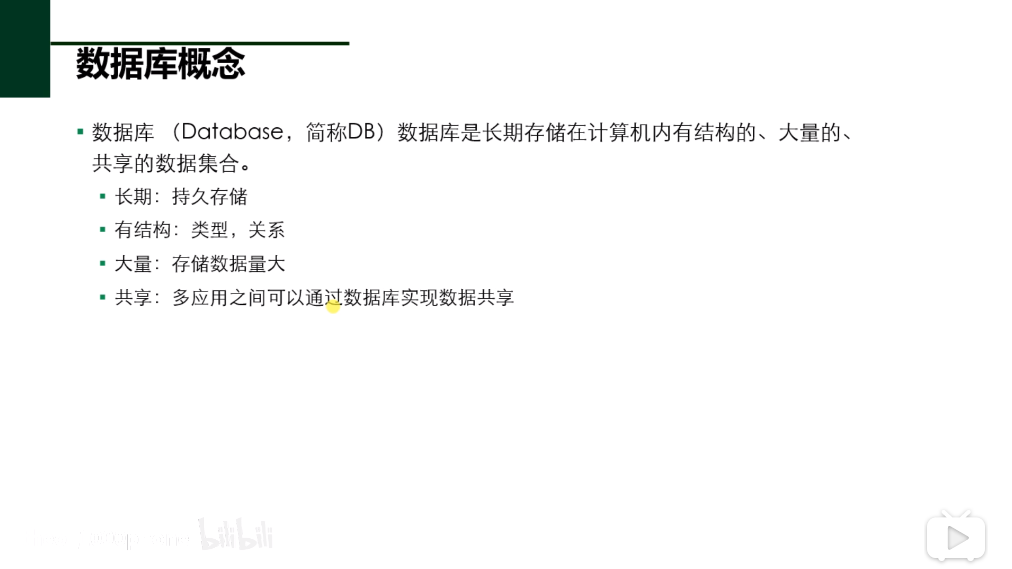 数据库概念
数据库 （Database，简称DB）数据库是长期存储在计算机内有结构的、大量的、
共享的数据集合。
长期：持久存储
有结构：类型，关系
大量：存储数据量大
共享：多应用之间可以通过数据库实现数据共享
bilibili